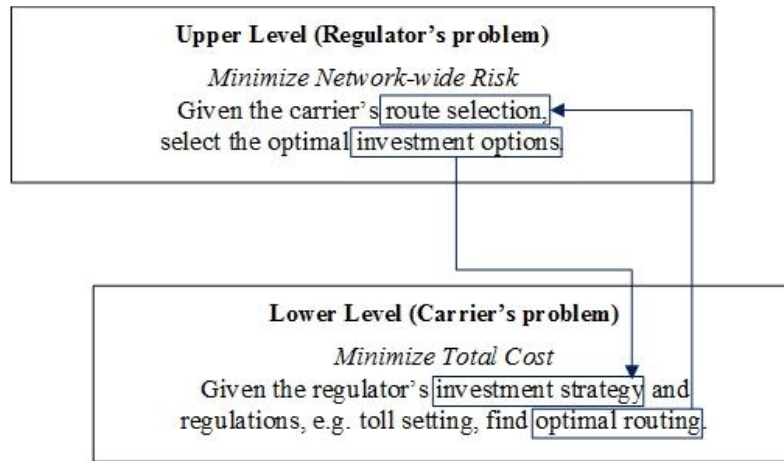 Upper Level (Regulator's problem)
Minimize Network-wide Risk
Given the carrier's route selection,
select the optimal investment options.
Lower Level (Carrier's problem)
Minimize Total Cost
Given the regulator's investment strategy and
regulations, e.g. toll setting, find optimal routing.